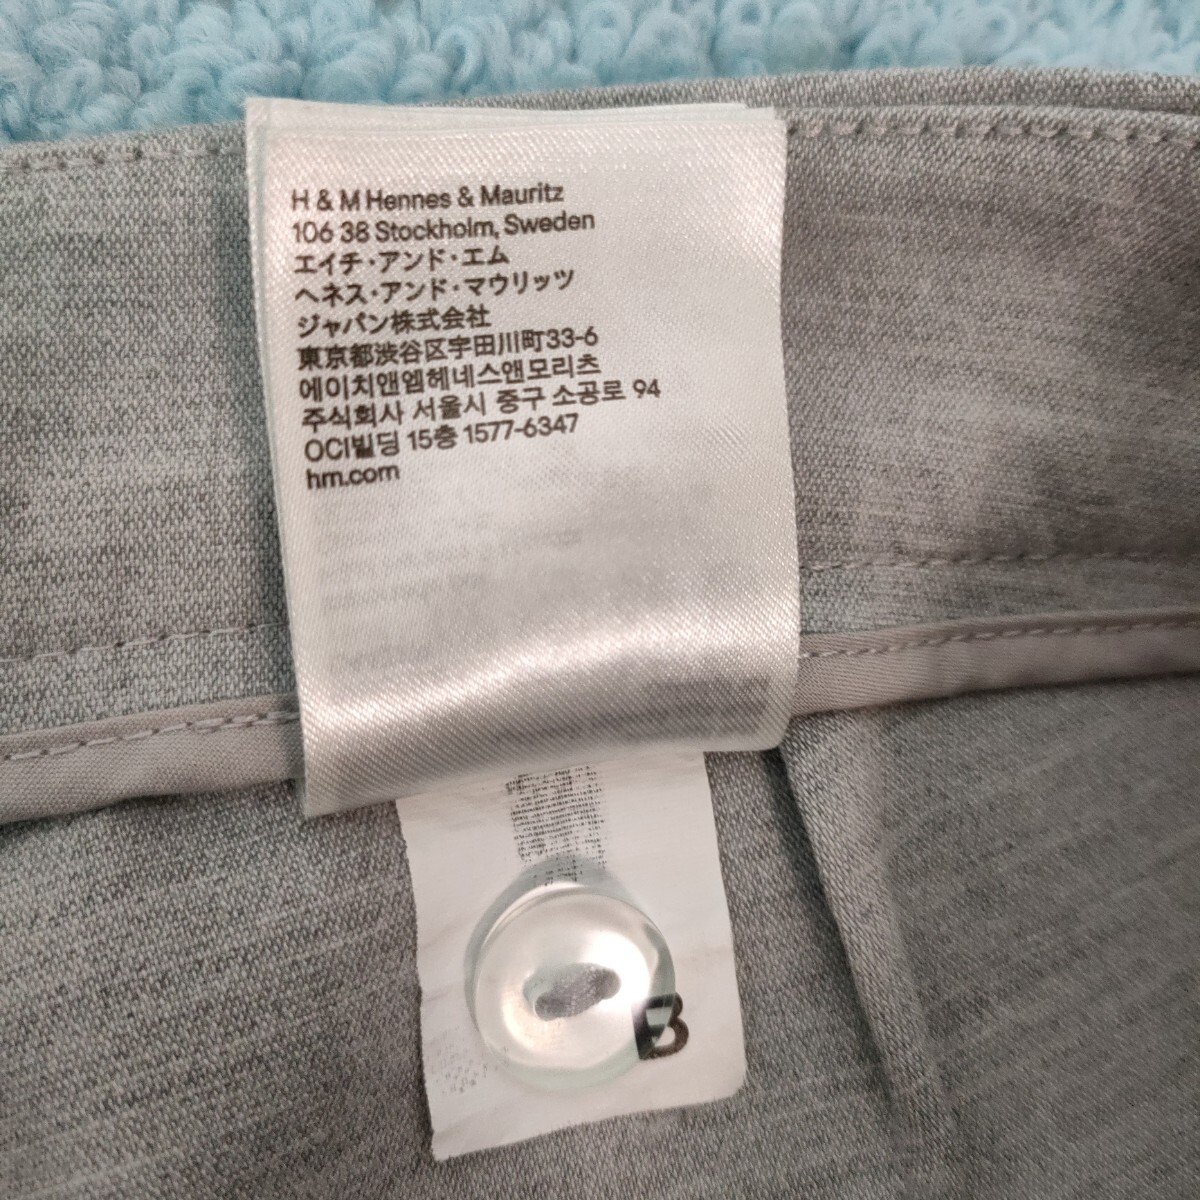 H & M Hennes & Mauritz
106 38 Stockholm, Sweden
エイチ・アンド・エム
ヘネス・アンド・マウリッツ
ジャパン株式会社
東京都渋谷区宇田川町33-6
에이치앤엠헤네스앤모리츠
주식회사 서울시 중구 소공로 94
OCI빌딩 15층 1577-6347
hm.com
B